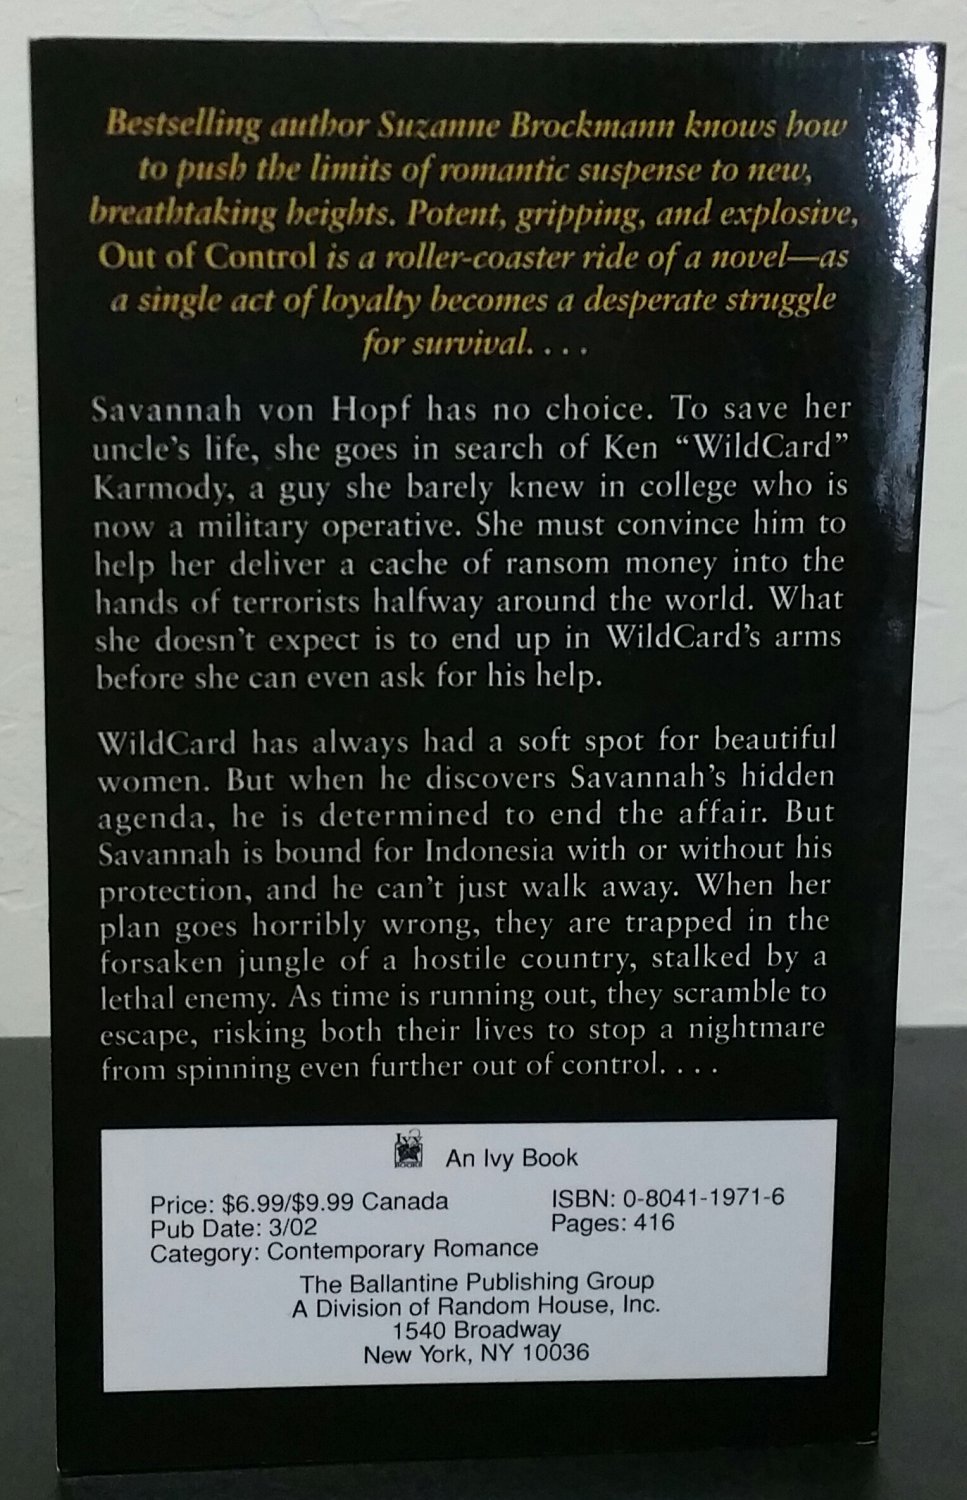 Bestselling author Suzanne Brockmann knows how
to push the limits of romantic suspense to new,
breathtaking heights. Potent, gripping, and explosive,
Out of Control is a roller-coaster ride of a novel—as
a single act of loyalty becomes a desperate struggle
for survival. . . .
Savannah von Hopf has no choice. To save her
uncle's life, she goes in search of Ken “WildCard”
Karmody, a guy she barely knew in college who is
now a military operative. She must convince him to
help her deliver a cache of ransom money into the
hands of terrorists halfway around the world. What
she doesn't expect is to end up in WildCard's arms
before she can even ask for his help.
WildCard has always had a soft spot for beautiful
women. But when he discovers Savannah's hidden
agenda, he is determined to end the affair. But
Savannah is bound for Indonesia with or without his
protection, and he can't just walk away. When her
plan goes horribly wrong, they are trapped in the
forsaken jungle of a hostile country, stalked by a
lethal enemy. As time is running out, they scramble to
escape, risking both their lives to stop a nightmare
from spinning even further out of control. . . .
IVY
BOOKS
An Ivy Book
Price: $6.99/$9.99 Canada
ISBN: 0-8041-1971-6
Pub Date: 3/02
Pages: 416
Category: Contemporary Romance
The Ballantine Publishing Group
A Division of Random House, Inc.
1540 Broadway
New York, NY 10036